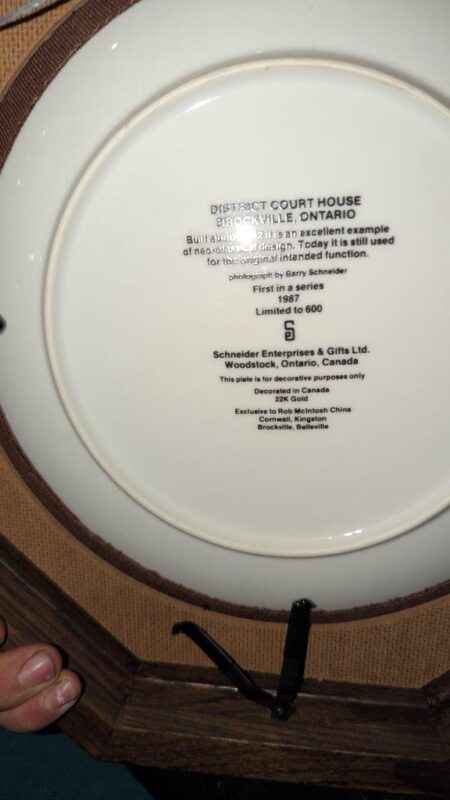 DISTRICT COURT HOUSE
BROCKVILLE, ONTARIO
Built is an excellent example
of neo-classical design. Today it is still used
for the original intended function.
photograph by Barry Schneider
First in a series
1987
Limited to 600
S
Schneider Enterprises & Gifts Ltd.
Woodstock, Ontario, Canada
This plate is for decorative purposes only
Decorated in Canada
22K Gold
Exclusive to Rob McIntosh China
Cornwall, Kingston
Brockville, Belleville